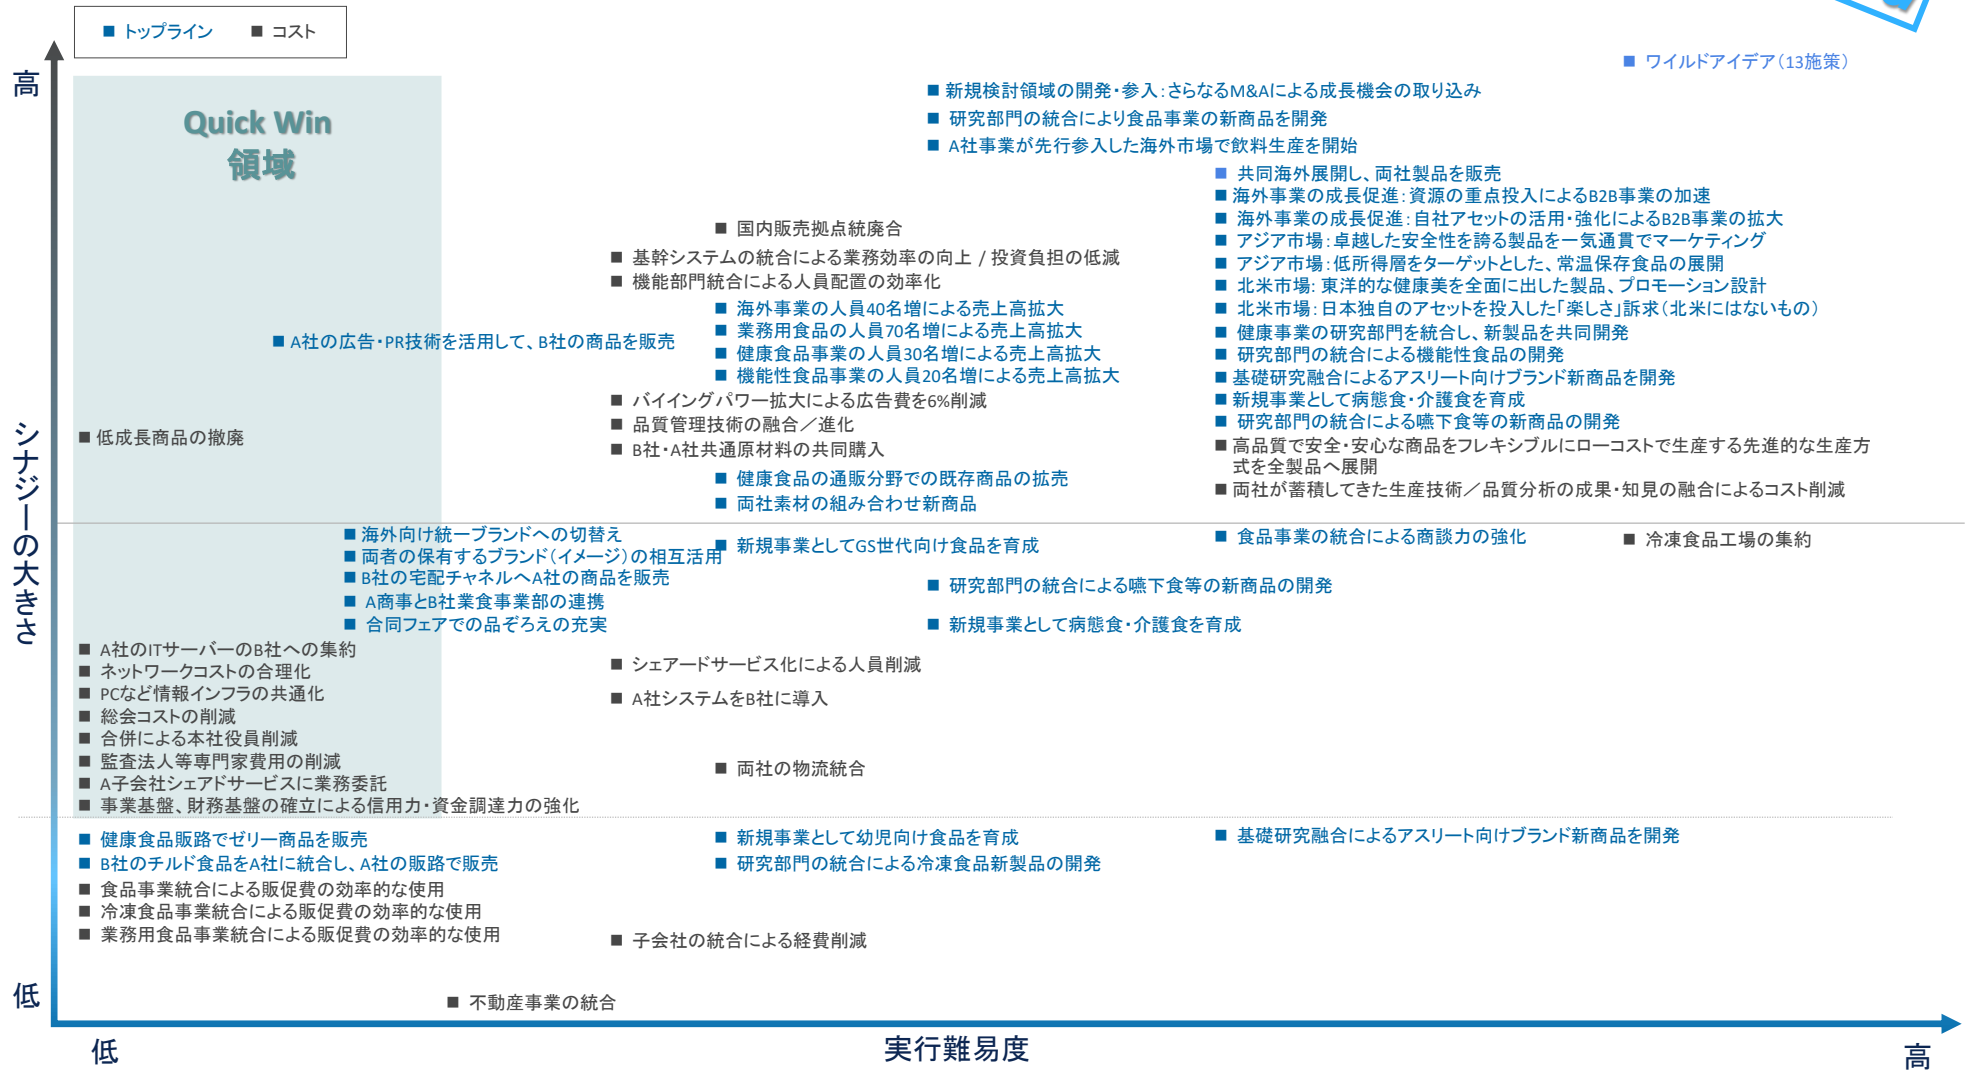 ■ トップライン ■ コスト
高
Quick Win
領域
■ ワイルドアイデア（13施策）
■ 新規検討領域の開発・参入：さらなるM&Aによる成長機会の取り込み
■ 研究部門の統合により食品事業の新商品を開発
■ A社事業が先行参入した海外市場で飲料生産を開始
■ 共同海外展開し、両社製品を販売
■ 海外事業の成長促進：資源の重点投入によるB2B事業の加速
■ 海外事業の成長促進：自社アセットの活用・強化によるB2B事業の拡大
■ アジア市場：卓越した安全性を誇る製品を一気通貫でマーケティング
■ アジア市場：低所得層をターゲットとした、常温保存食品の展開
■ 北米市場：東洋的な健康美を全面に出した製品、プロモーション設計
■ 北米市場：日本独自のアセットを投入した「楽しさ」訴求（北米にはないもの）
■ 健康事業の研究部門を統合し、新製品を共同開発
■ 研究部門の統合による機能性食品の開発
■ 基礎研究融合によるアスリート向けブランド新商品を開発
■ 新規事業として病態食・介護食を育成
■ 研究部門の統合による嚥下食等の新商品の開発
■ 高品質で安全・安心な商品をフレキシブルにローコストで生産する先進的な生産方
式を全製品へ展開
■ 両社が蓄積してきた生産技術／品質分析の成果・知見の融合によるコスト削減
■ 国内販売拠点統廃合
■ 基幹システムの統合による業務効率の向上 / 投資負担の低減
■ 機能部門統合による人員配置の効率化
■ 海外事業の人員40名増による売上高拡大
■ 業務用食品の人員70名増による売上高拡大
■ 健康食品事業の人員30名増による売上高拡大
■ 機能性食品事業の人員20名増による売上高拡大
■ A社の広告・PR技術を活用して、B社の商品を販売
■ バイイングパワー拡大による広告費を6%削減
■ 品質管理技術の融合／進化
■ B社・A社共通原材料の共同購入
■ 低成長商品の撤廃
■ 健康食品の通販分野での既存商品の拡売
■ 両社素材の組み合わせ新商品
シナジーの大きさ
■ 海外向け統一ブランドへの切替え
■ 両者の保有するブランド（イメージ）の相互活用
■ B社の宅配チャネルへA社の商品を販売
■ A商事とB社業食事業部の連携
■ 合同フェアでの品ぞろえの充実
■ 新規事業としてGS世代向け食品を育成
■ 食品事業の統合による商談力の強化
■ 冷凍食品工場の集約
■ 研究部門の統合による嚥下食等の新商品の開発
■ 新規事業として病態食・介護食を育成
■ A社のITサーバーのB社への集約
■ ネットワークコストの合理化
■ PCなど情報インフラの共通化
■ 総会コストの削減
■ 合併による本社役員削減
■ 監査法人等専門家費用の削減
■ A子会社シェアドサービスに業務委託
■ 事業基盤、財務基盤の確立による信用力・資金調達力の強化
■ シェアードサービス化による人員削減
■ A社システムをB社に導入
■ 両社の物流統合
■ 健康食品販路でゼリー商品を販売
■ B社のチルド食品をA社に統合し、A社の販路で販売
■ 食品事業統合による販促費の効率的な使用
■ 冷凍食品事業統合による販促費の効率的な使用
■ 業務用食品事業統合による販促費の効率的な使用
■ 新規事業として幼児向け食品を育成
■ 研究部門の統合による冷凍食品新製品の開発
■ 基礎研究融合によるアスリート向けブランド新商品を開発
■ 子会社の統合による経費削減
■ 不動産事業の統合
低
低
実行難易度
高